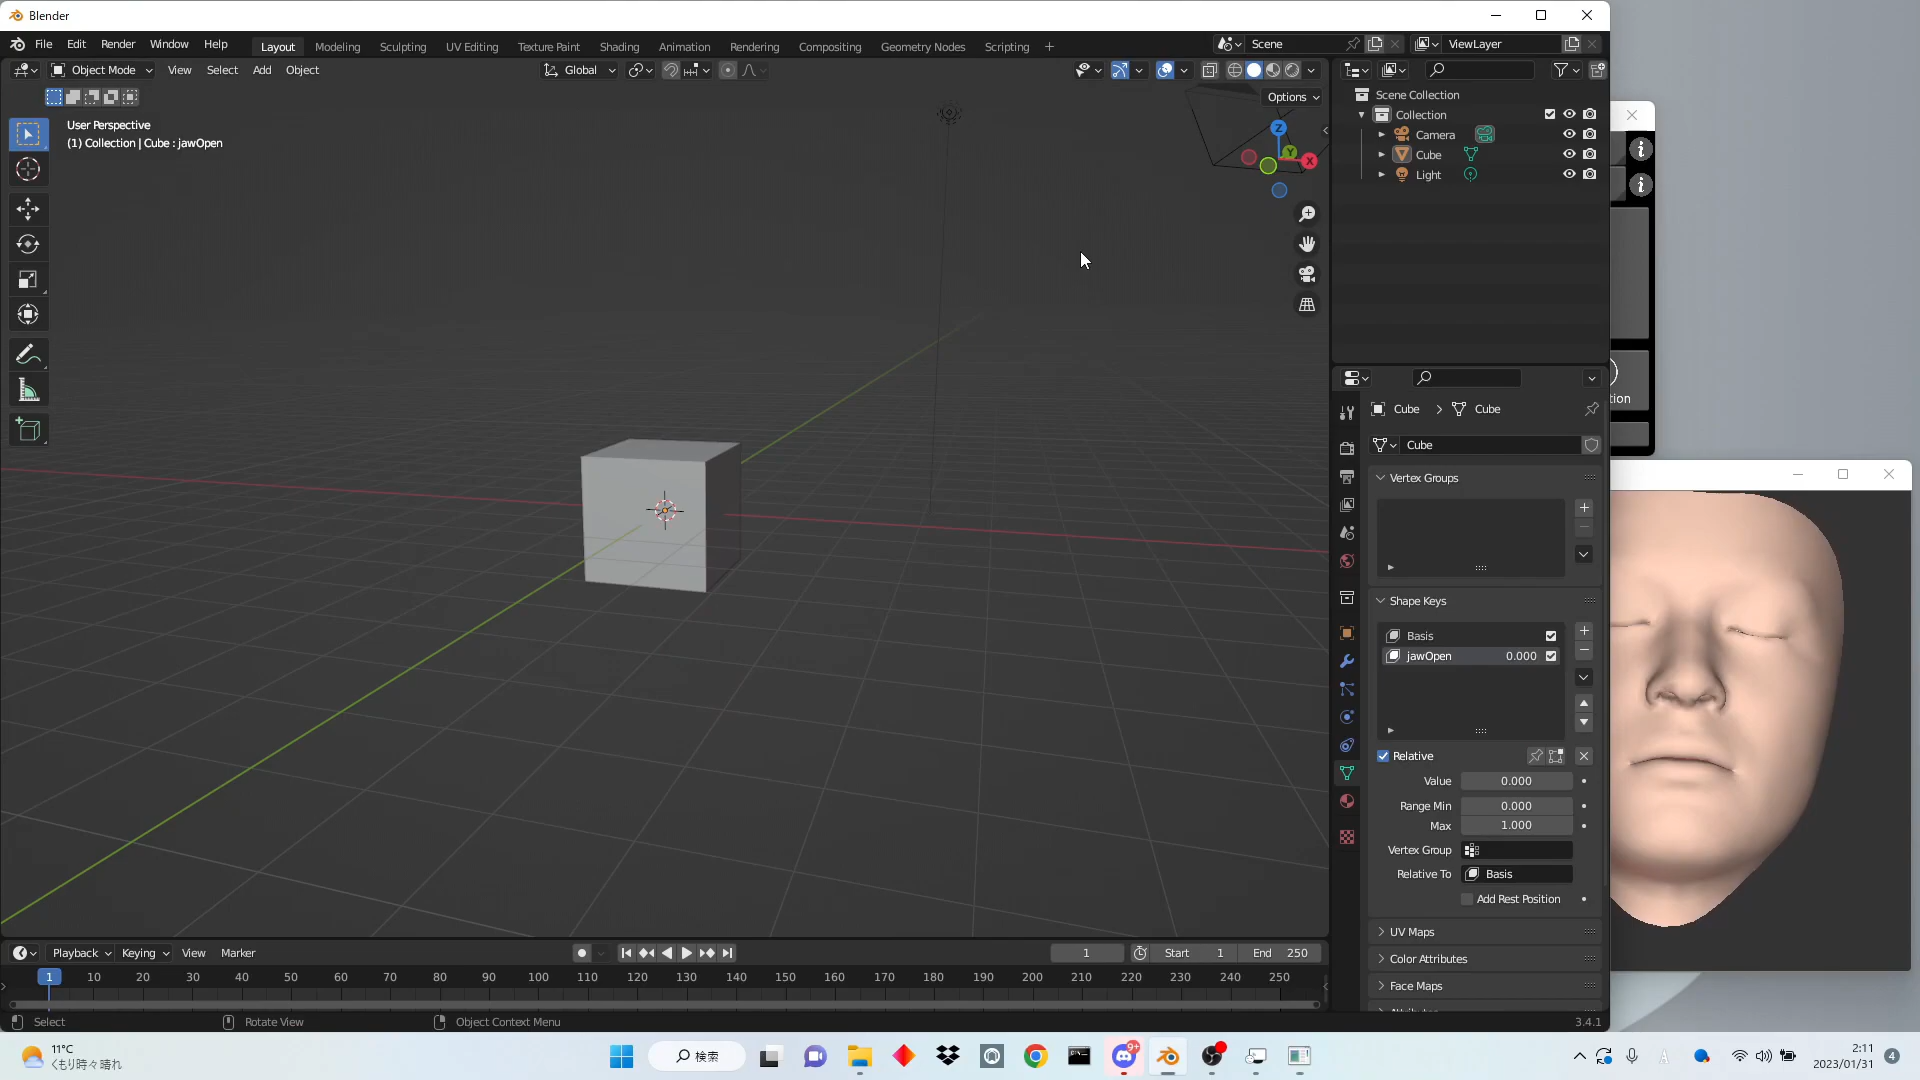 Blender
File Edit Render Window Help
Layout Modeling Sculpting UV Editing Texture Paint Shading Animation Rendering Compositing Geometry Nodes Scripting +
Scene
ViewLayer
Object Mode View Select Add Object
Global
Options
User Perspective
(1) Collection | Cube : jawOpen
Z
Y
X
Scene Collection
Collection
Camera
Cube
Light
Cube > Cube
Cube
Vertex Groups
Shape Keys
Basis
jawOpen 0.000
Relative
Value 0.000
Range Min 0.000
Max 1.000
Vertex Group
Relative To Basis
Add Rest Position
UV Maps
Color Attributes
Face Maps
tion
Playback Keying View Marker
1
Start 1
End 250
1 10 20 30 40 50 60 70 80 90 100 110 120 130 140 150 160 170 180 190 200 210 220 230 240 250
Select
Rotate View
Object Context Menu
3.4.1
11°C
くもり時々晴れ
検索
9+
A
2:11
2023/01/31
4